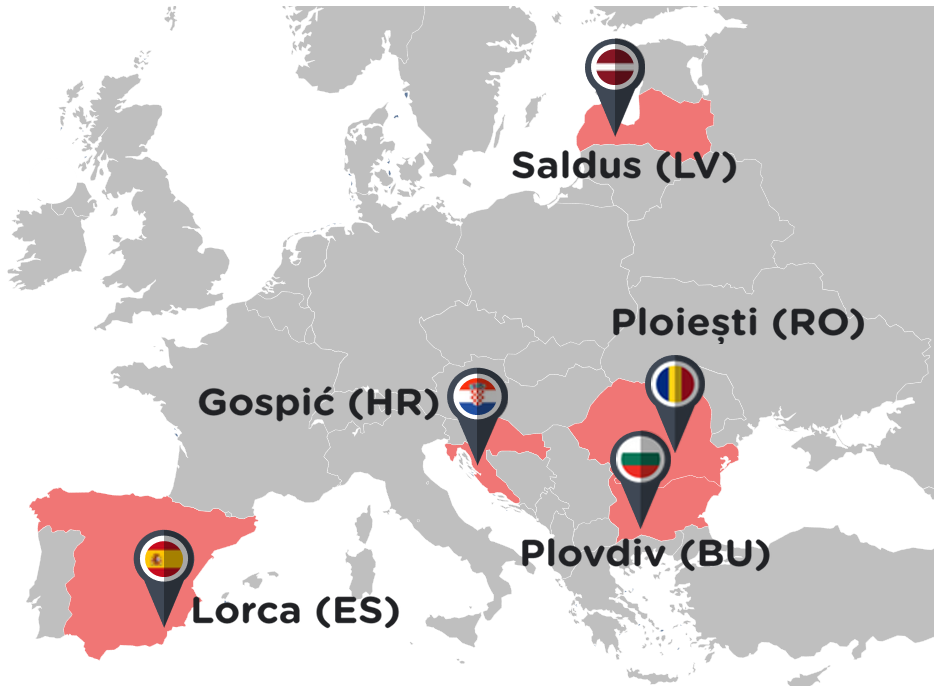 Saldus (LV)
Ploiești (RO)
Gospić (HR)
Plovdiv (BU)
Lorca (ES)